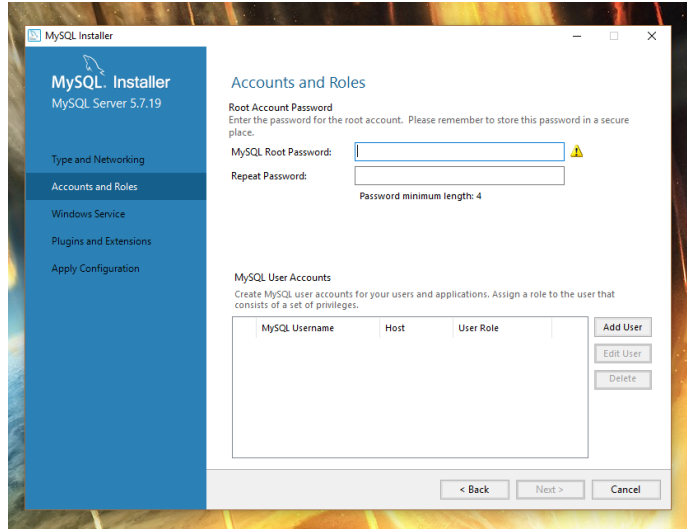 MySQL Installer
MySQL. Installer
MySQL Server 5.7.19
Type and Networking
Accounts and Roles
Windows Service
Plugins and Extensions
Apply Configuration
Accounts and Roles
Root Account Password
Enter the password for the root account. Please remember to store this password in a secure
place.
MySQL Root Password:
Repeat Password:
Password minimum length: 4
MySQL User Accounts
Create MySQL user accounts for your users and applications. Assign a role to the user that
consists of a set of privileges.
MySQL Username Host User Role
Add User
Edit User
Delete
< Back Next > Cancel